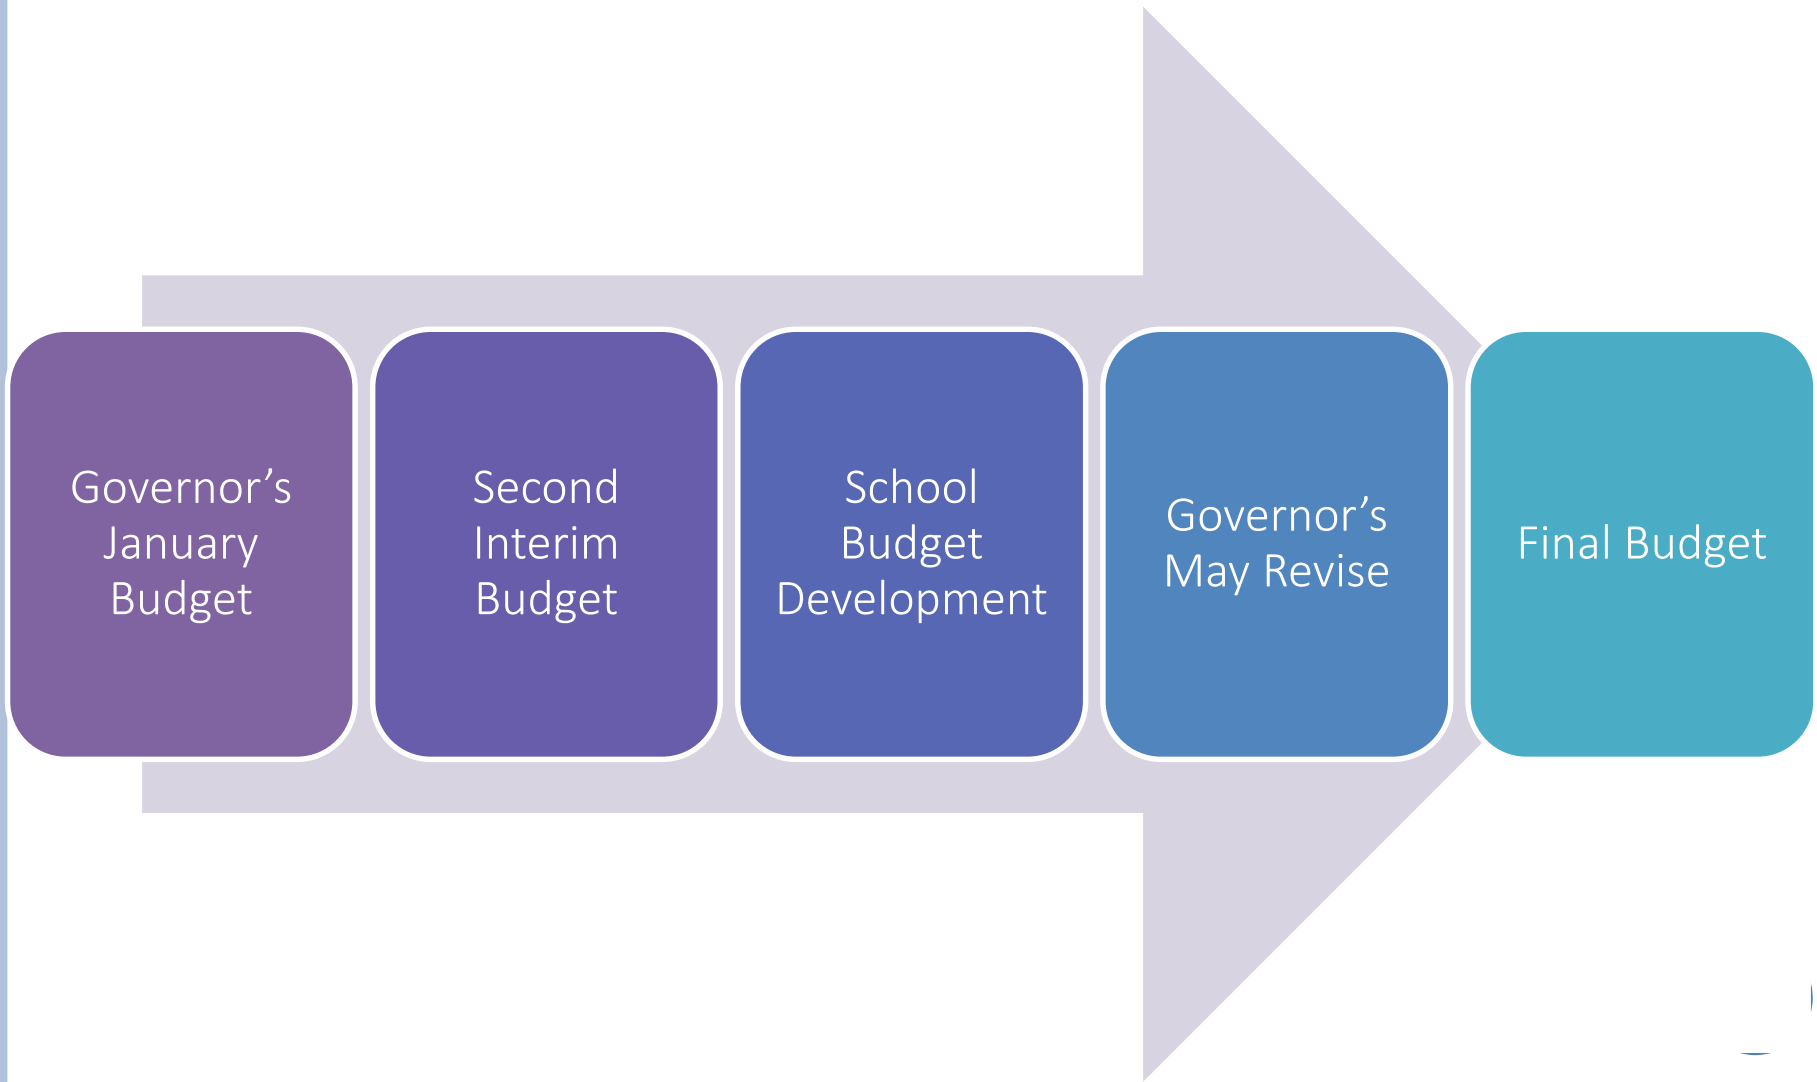 Governor’s
January
Budget
Second
Interim
Budget
School
Budget
Development
Governor’s
May Revise
Final Budget